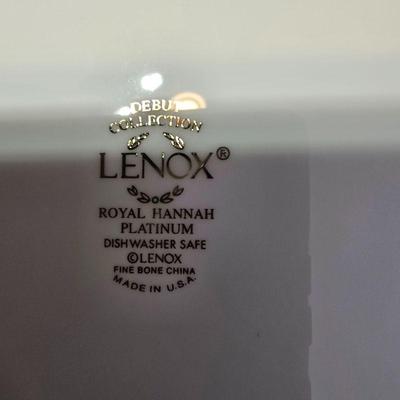 DEBUT
COLLECTION
LENOX®
ROYAL HANNAH
PLATINUM
DISHWASHER SAFE
©LENOX
FINE BONE CHINA
MADE IN U.S.A.